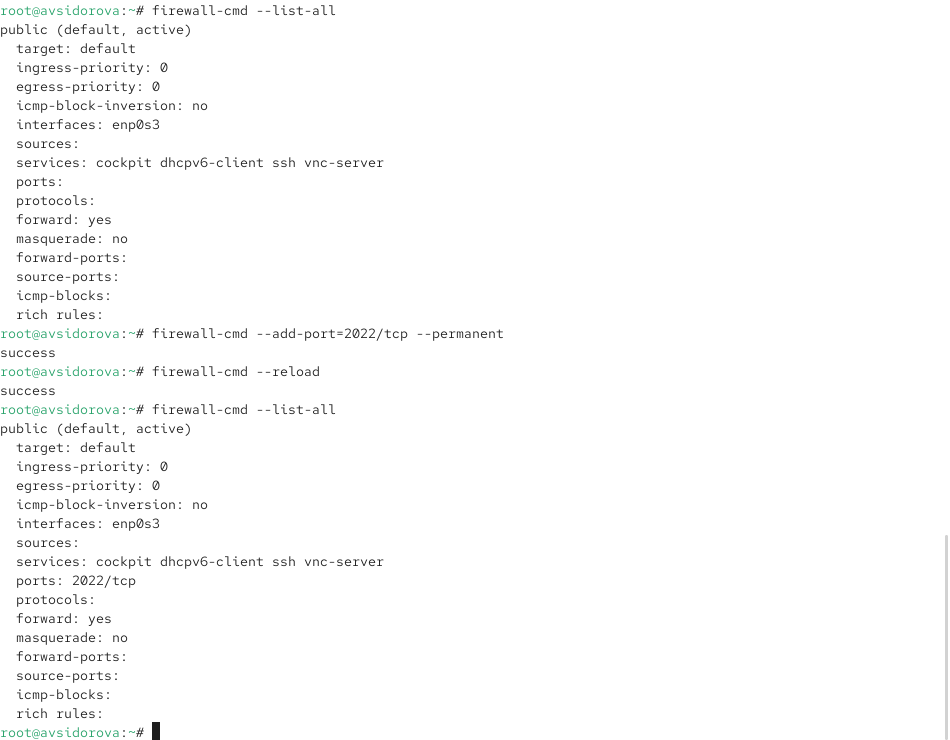 root@avsidorova:~# firewall-cmd --list-all
public (default, active)
  target: default
  ingress-priority: 0
  egress-priority: 0
  icmp-block-inversion: no
  interfaces: enp0s3
  sources:
  services: cockpit dhcpv6-client ssh vnc-server
  ports:
  protocols:
  forward: yes
  masquerade: no
  forward-ports:
  source-ports:
  icmp-blocks:
  rich rules:
root@avsidorova:~# firewall-cmd --add-port=2022/tcp --permanent
success
root@avsidorova:~# firewall-cmd --reload
success
root@avsidorova:~# firewall-cmd --list-all
public (default, active)
  target: default
  ingress-priority: 0
  egress-priority: 0
  icmp-block-inversion: no
  interfaces: enp0s3
  sources:
  services: cockpit dhcpv6-client ssh vnc-server
  ports: 2022/tcp
  protocols:
  forward: yes
  masquerade: no
  forward-ports:
  source-ports:
  icmp-blocks:
  rich rules:
root@avsidorova:~#